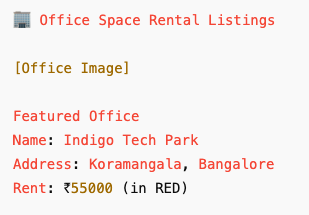 🏢 Office Space Rental Listings
[Office Image]
Featured Office
Name: Indigo Tech Park
Address: Koramangala, Bangalore
Rent: ₹55000 (in RED)